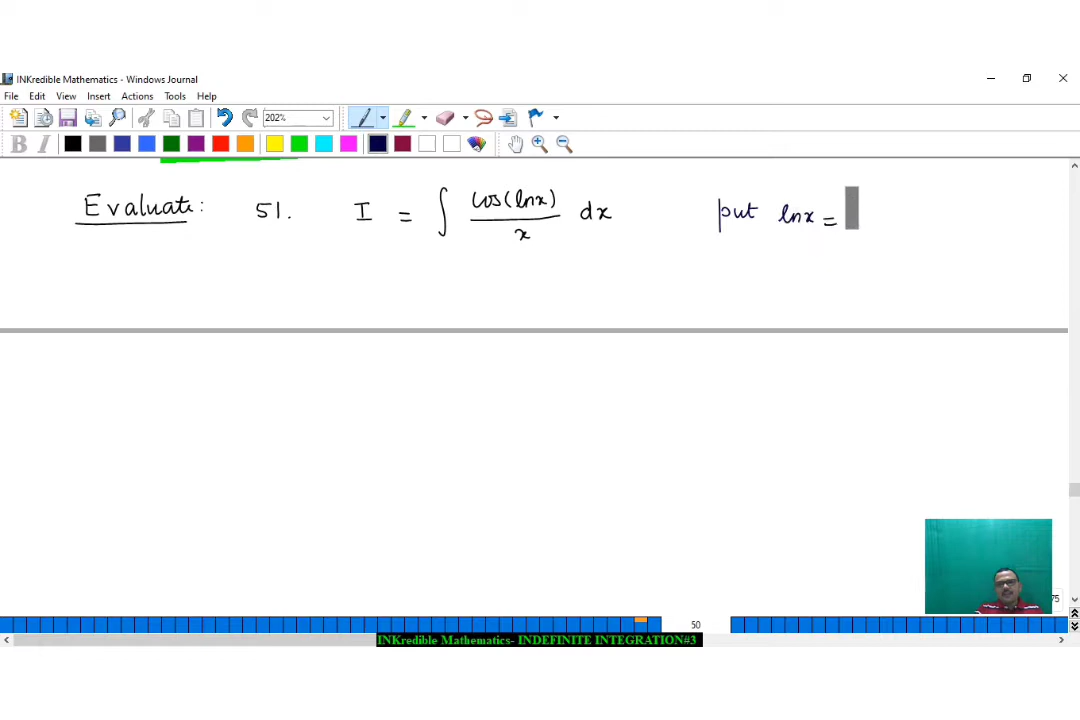 INKredible Mathematics - Windows Journal
File Edit View Insert Actions Tools Help
202%
B I
Evaluate: 51. I = ∫ cos(lnx)/x dx put lnx =
75
50
INKredible Mathematics- INDEFINITE INTEGRATION#3